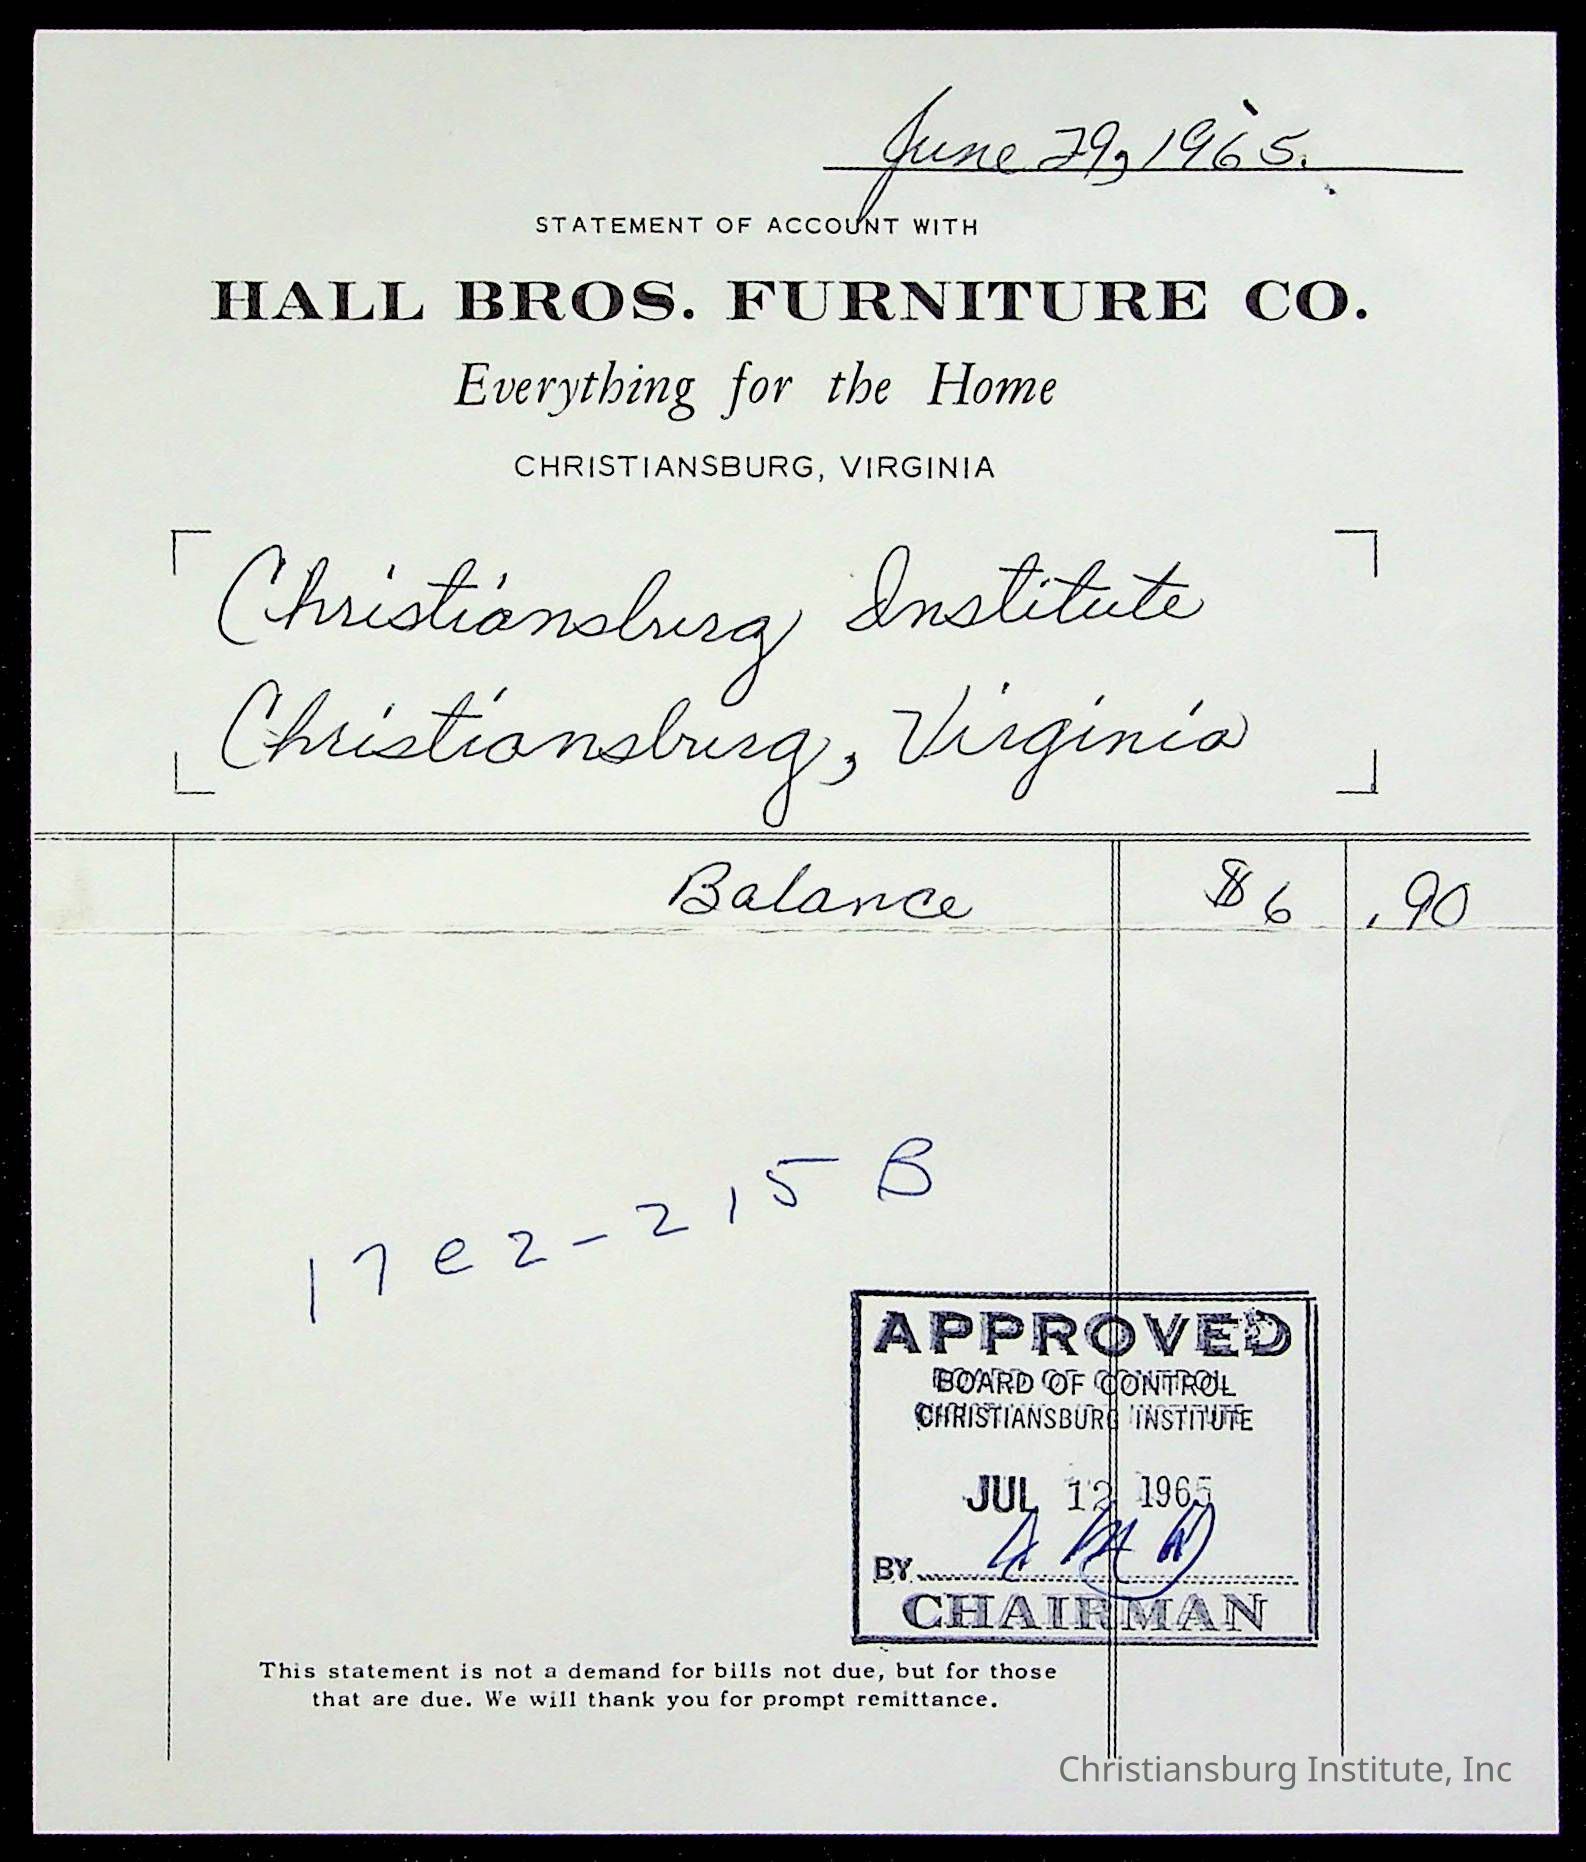 June 29, 1965.
STATEMENT OF ACCOUNT WITH
HALL BROS. FURNITURE CO.
Everything for the Home
CHRISTIANSBURG, VIRGINIA
Christiansburg Institute
Christiansburg, Virginia
Balance $6.90
17e2-215 B
APPROVED
BOARD OF CONTROL
CHRISTIANSBURG INSTITUTE
JUL 12 1965
BY
CHAIRMAN
This statement is not a demand for bills not due, but for those
that are due. We will thank you for prompt remittance.
Christiansburg Institute, Inc